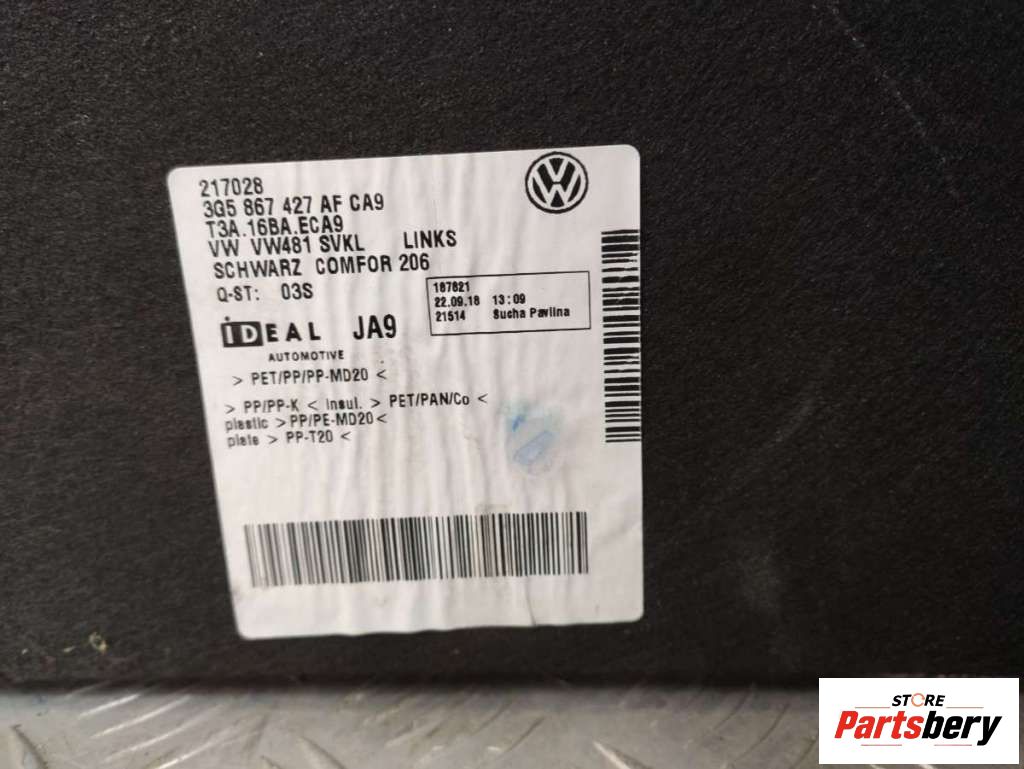 217028
3G5 867 427 AF CA9
T3A.16BA.ECA9
VW VW481 SVKL LINKS
SCHWARZ COMFOR 206
Q-ST: 03S
187821
22.09.18 13:09
21514 Sucha Pavlina
IDEAL JA9
AUTOMOTIVE
> PET/PP/PP-MD20 <
> PP/PP-K < insul. > PET/PAN/Co <
plastic > PP/PE-MD20 <
plate > PP-T20 <
STORE
Partsbery